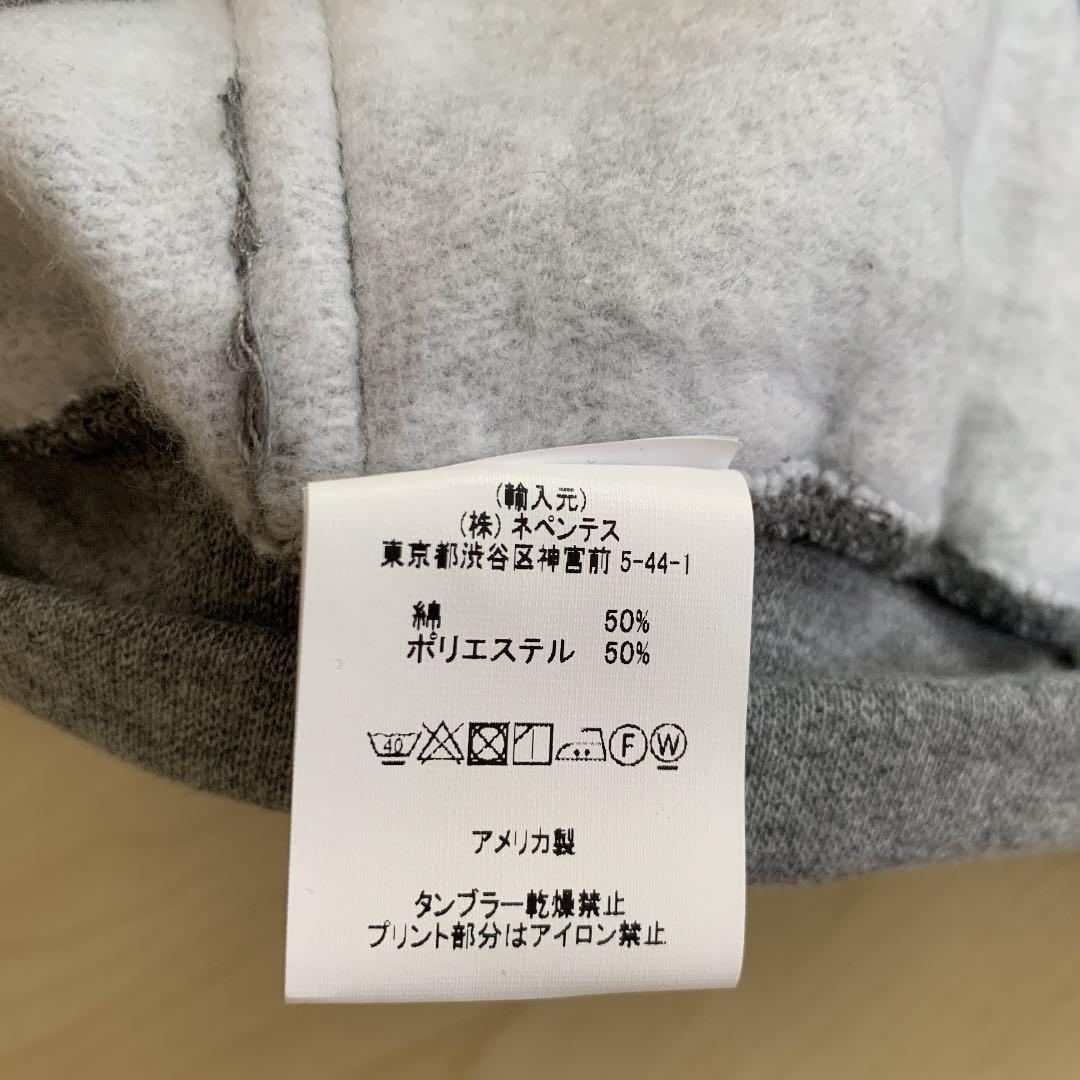 (輸入元)
(株)ネペンテス
東京都渋谷区神宮前 5-44-1
綿 50%
ポリエステル 50%
40 F W
アメリカ製
タンブラー乾燥禁止
プリント部分はアイロン禁止